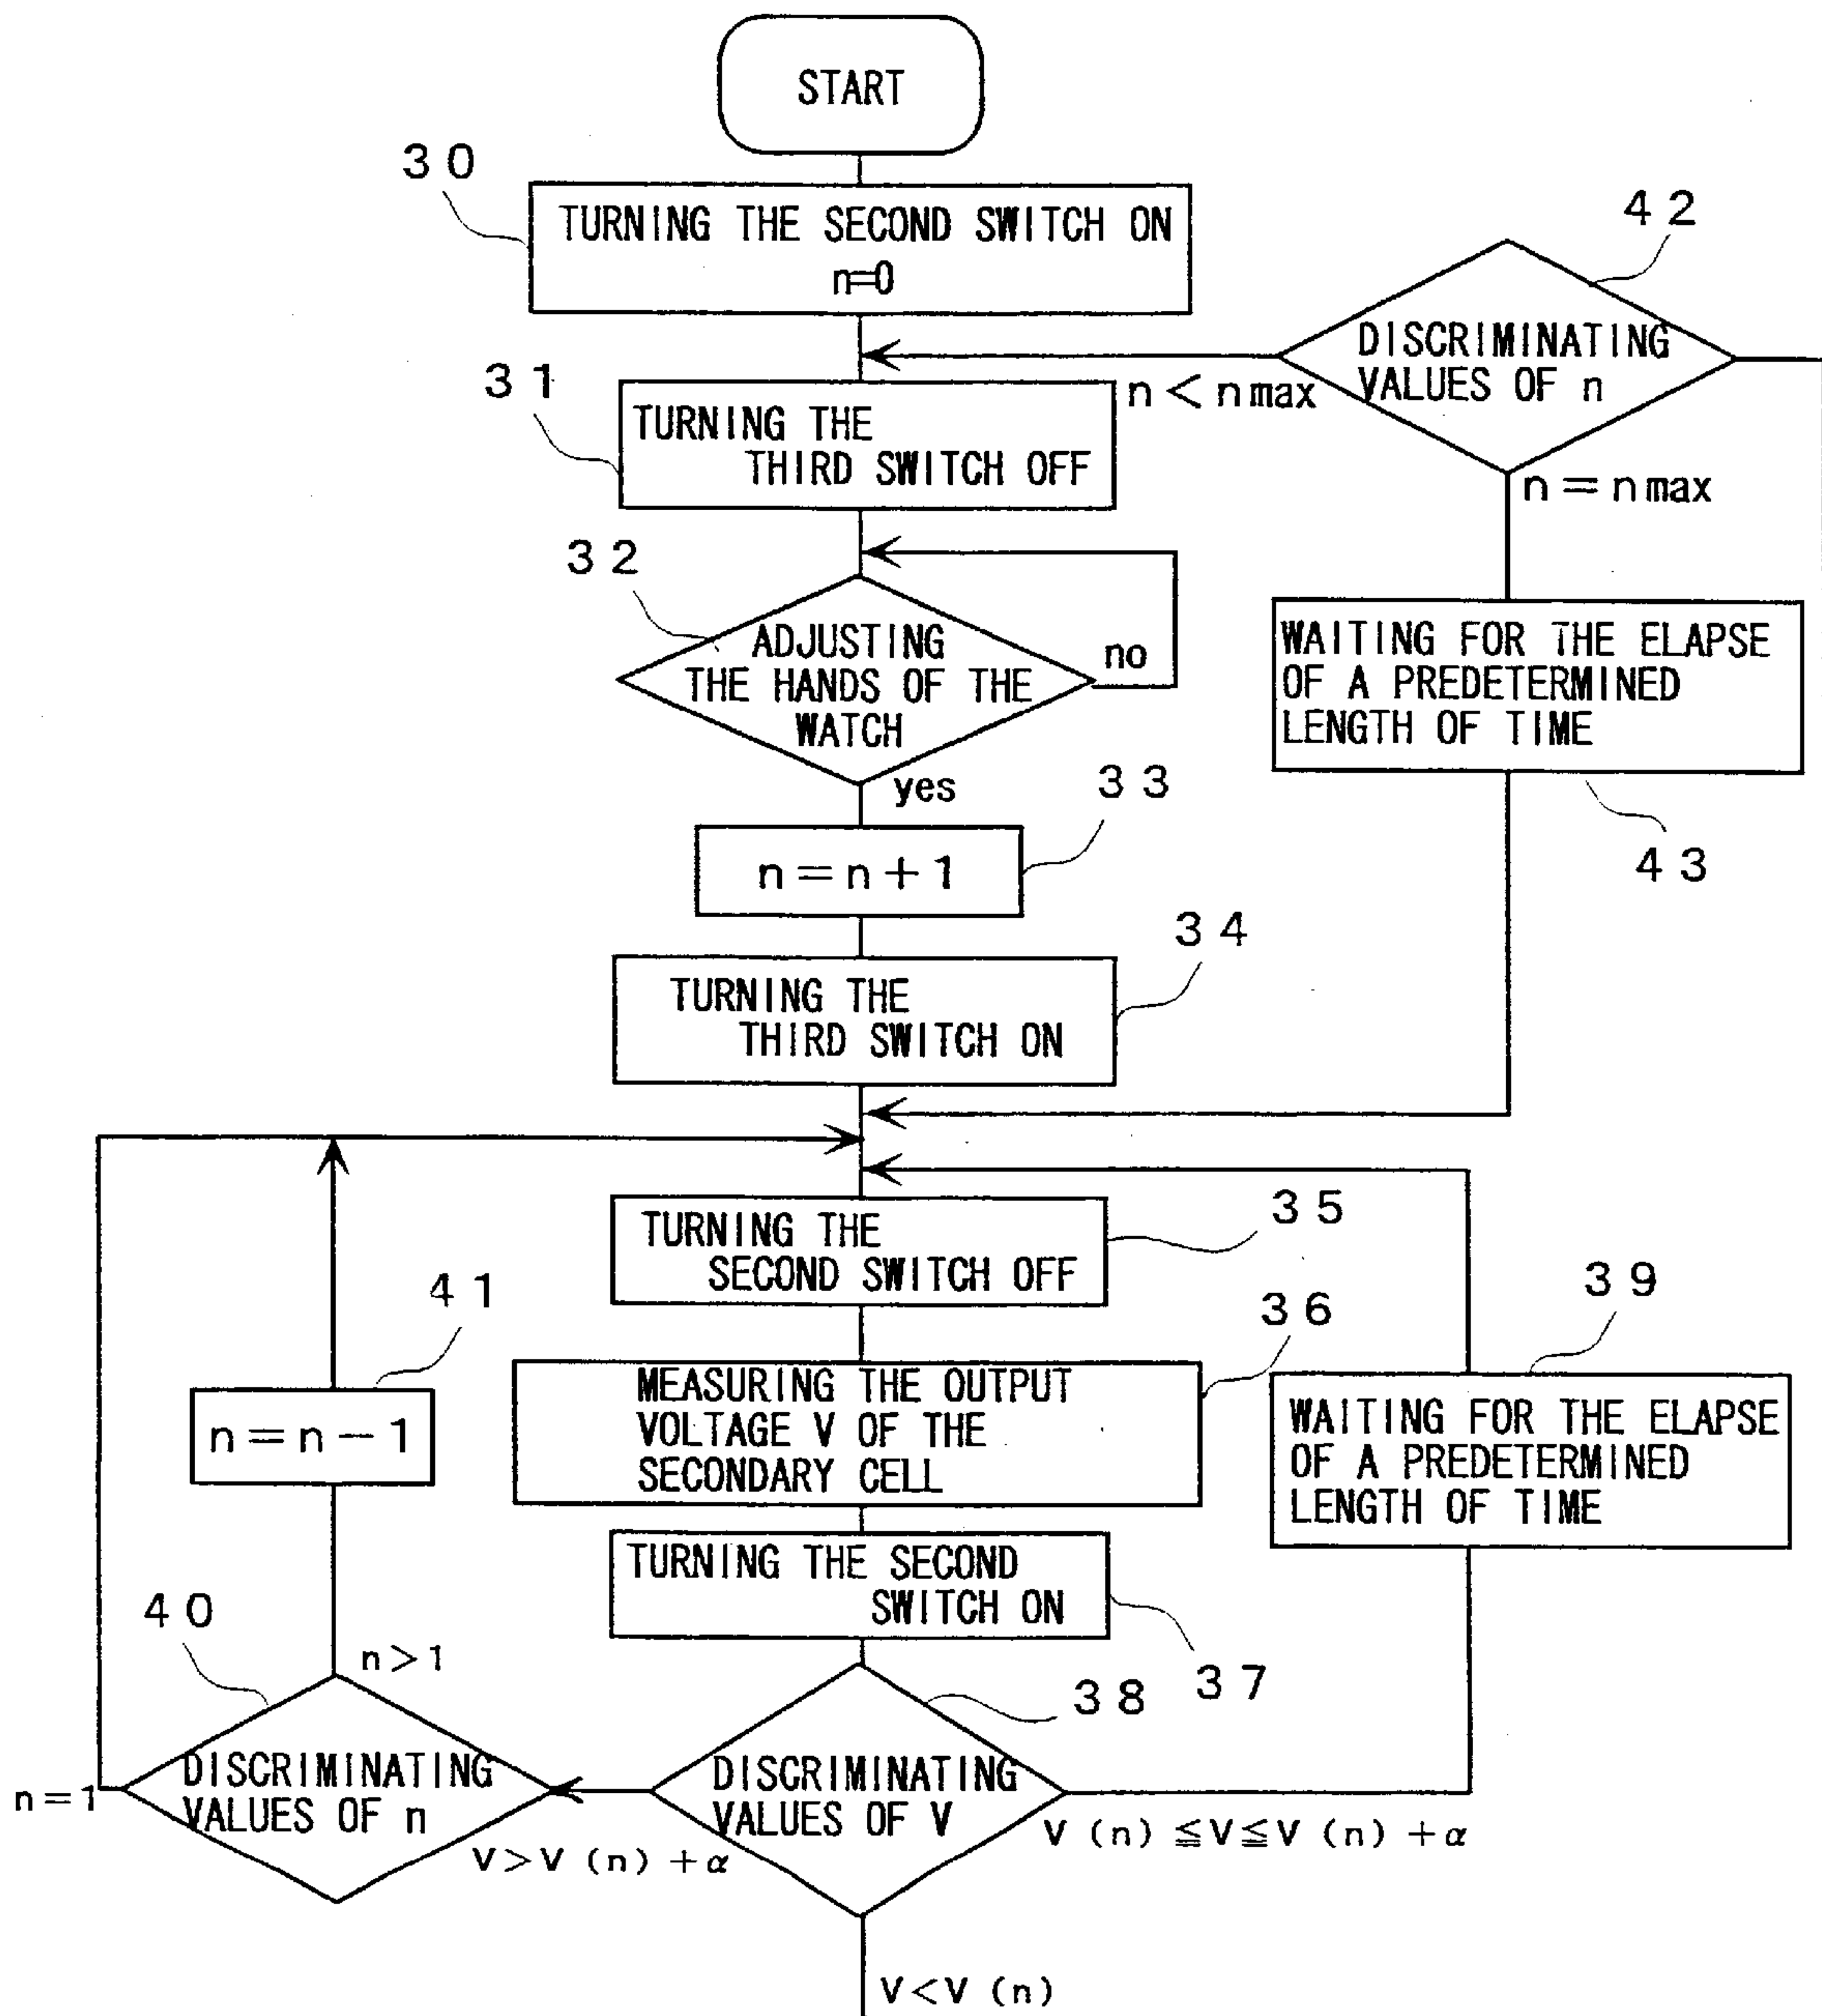 START
30
TURNING THE SECOND SWITCH ON
n=0
42
DISCRIMINATING
VALUES OF n
n<nmax
n=nmax
31
TURNING THE
THIRD SWITCH OFF
32
ADJUSTING
THE HANDS OF THE
WATCH
no
yes
WAITING FOR THE ELAPSE
OF A PREDETERMINED
LENGTH OF TIME
43
33
n=n+1
34
TURNING THE
THIRD SWITCH ON
35
TURNING THE
SECOND SWITCH OFF
36
MEASURING THE OUTPUT
VOLTAGE V OF THE
SECONDARY CELL
39
WAITING FOR THE ELAPSE
OF A PREDETERMINED
LENGTH OF TIME
41
n=n-1
TURNING THE SECOND
SWITCH ON
37
40
n>1
38
DISCRIMINATING
VALUES OF n
n=1
DISCRIMINATING
VALUES OF V
V>V (n) +α
V (n) ≦V≦V (n) +α
V<V (n)